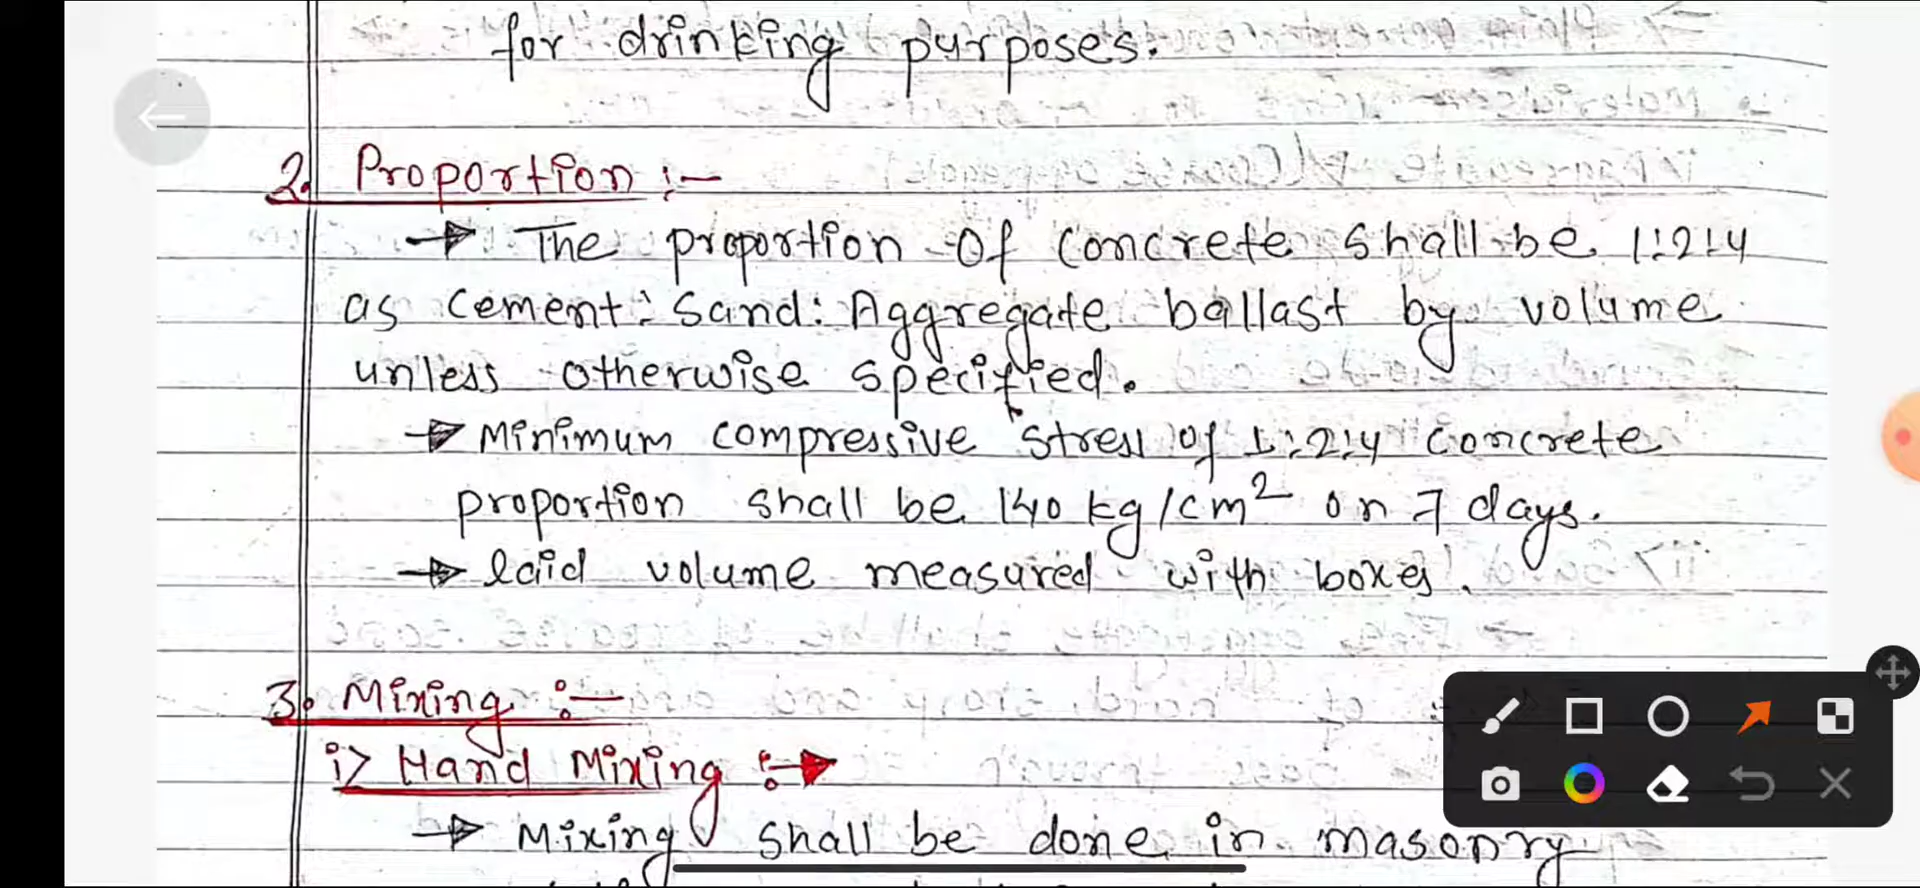 for drinking purposes.
2. Proportion :-
→ The proportion of concrete shall be 1:2:4
as cement: Sand: Aggregate ballast by volume
unless otherwise specified.
→ Minimum compressive stress of 1:2:4 concrete
proportion shall be 140 kg/cm² on 7 days.
→ laid volume measured with boxes.
3. Mixing :-
i> Hand Mixing :→
→ Mixing shall be done in masonry